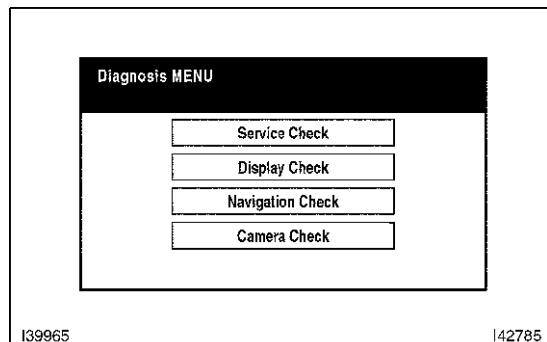 Diagnosis MENU
Service Check
Display Check
Navigation Check
Camera Check
I39965 I42785